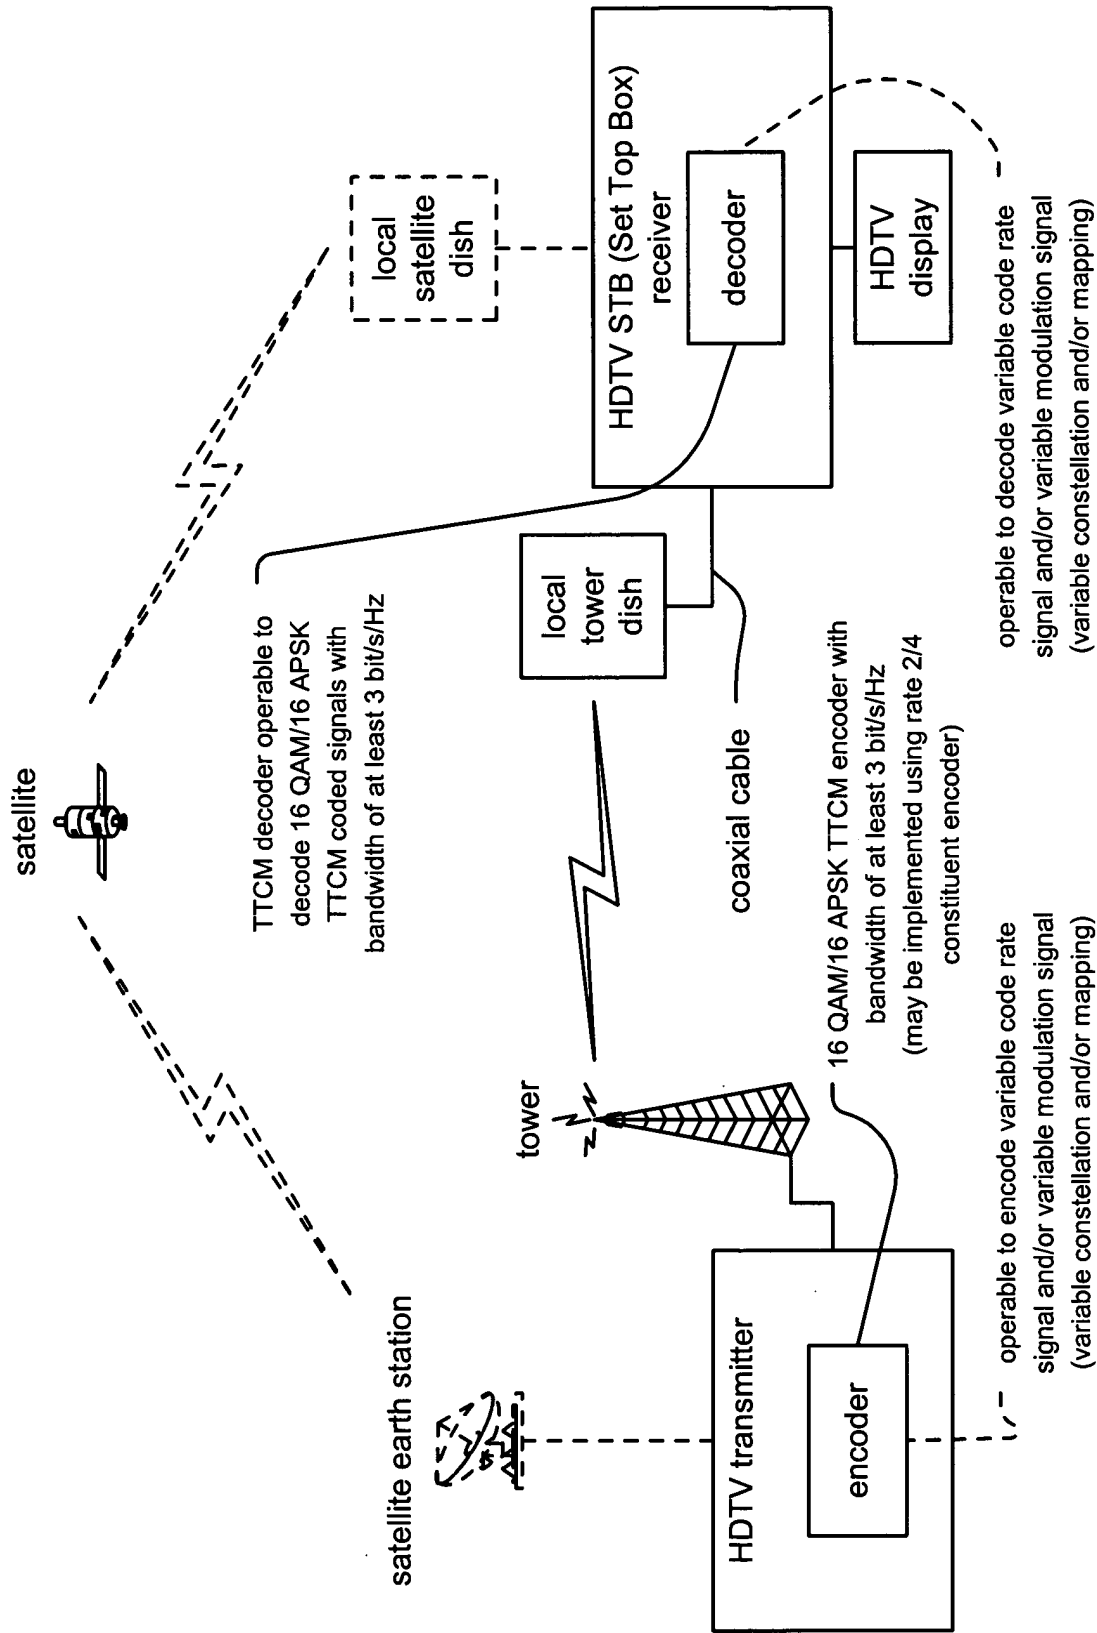 satellite
local
satellite
dish
satellite earth station
TTCM decoder operable to
decode 16 QAM/16 APSK
TTCM coded signals with
bandwidth of at least 3 bit/s/Hz
tower
local
tower
dish
coaxial cable
HDTV STB (Set Top Box)
receiver
decoder
HDTV
display
HDTV transmitter
encoder
16 QAM/16 APSK TTCM encoder with
bandwidth of at least 3 bit/s/Hz
(may be implemented using rate 2/4
constituent encoder)
operable to encode variable code rate
signal and/or variable modulation signal
(variable constellation and/or mapping)
operable to decode variable code rate
signal and/or variable modulation signal
(variable constellation and/or mapping)